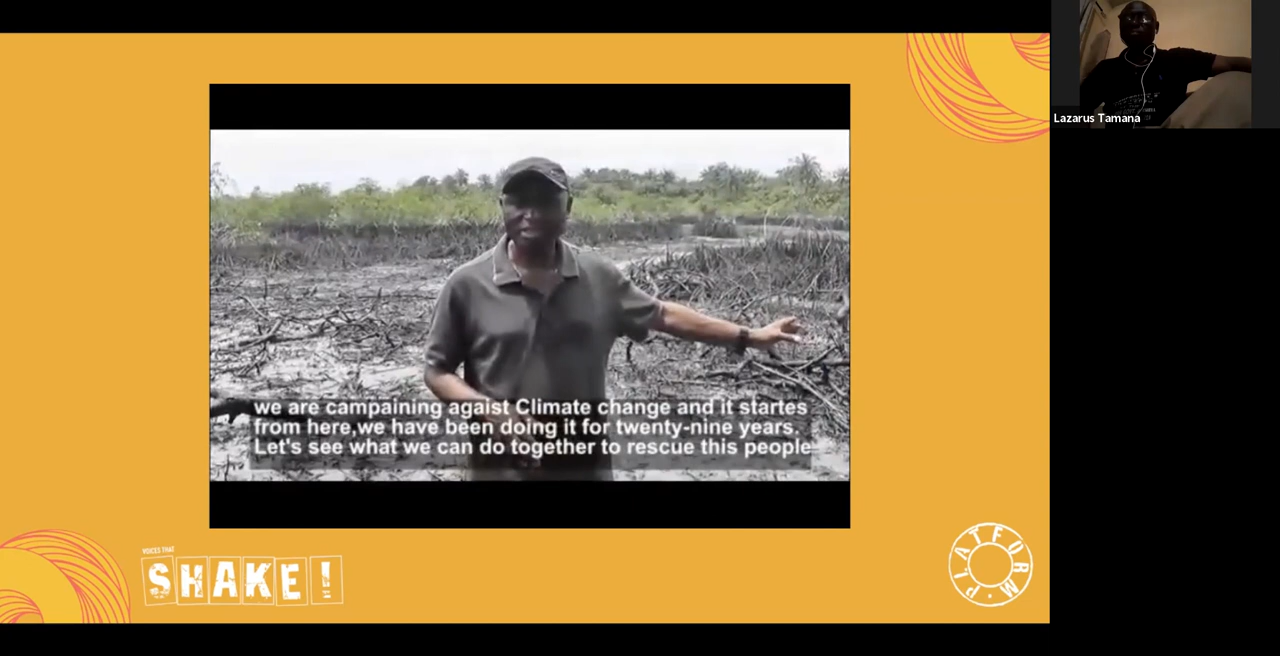 Lazarus Tamana
we are campaining agaist Climate change and it startes
from here,we have been doing it for twenty-nine years.
Let's see what we can do together to rescue this people
VOICES THAT
SHAKE!
PLATFORM